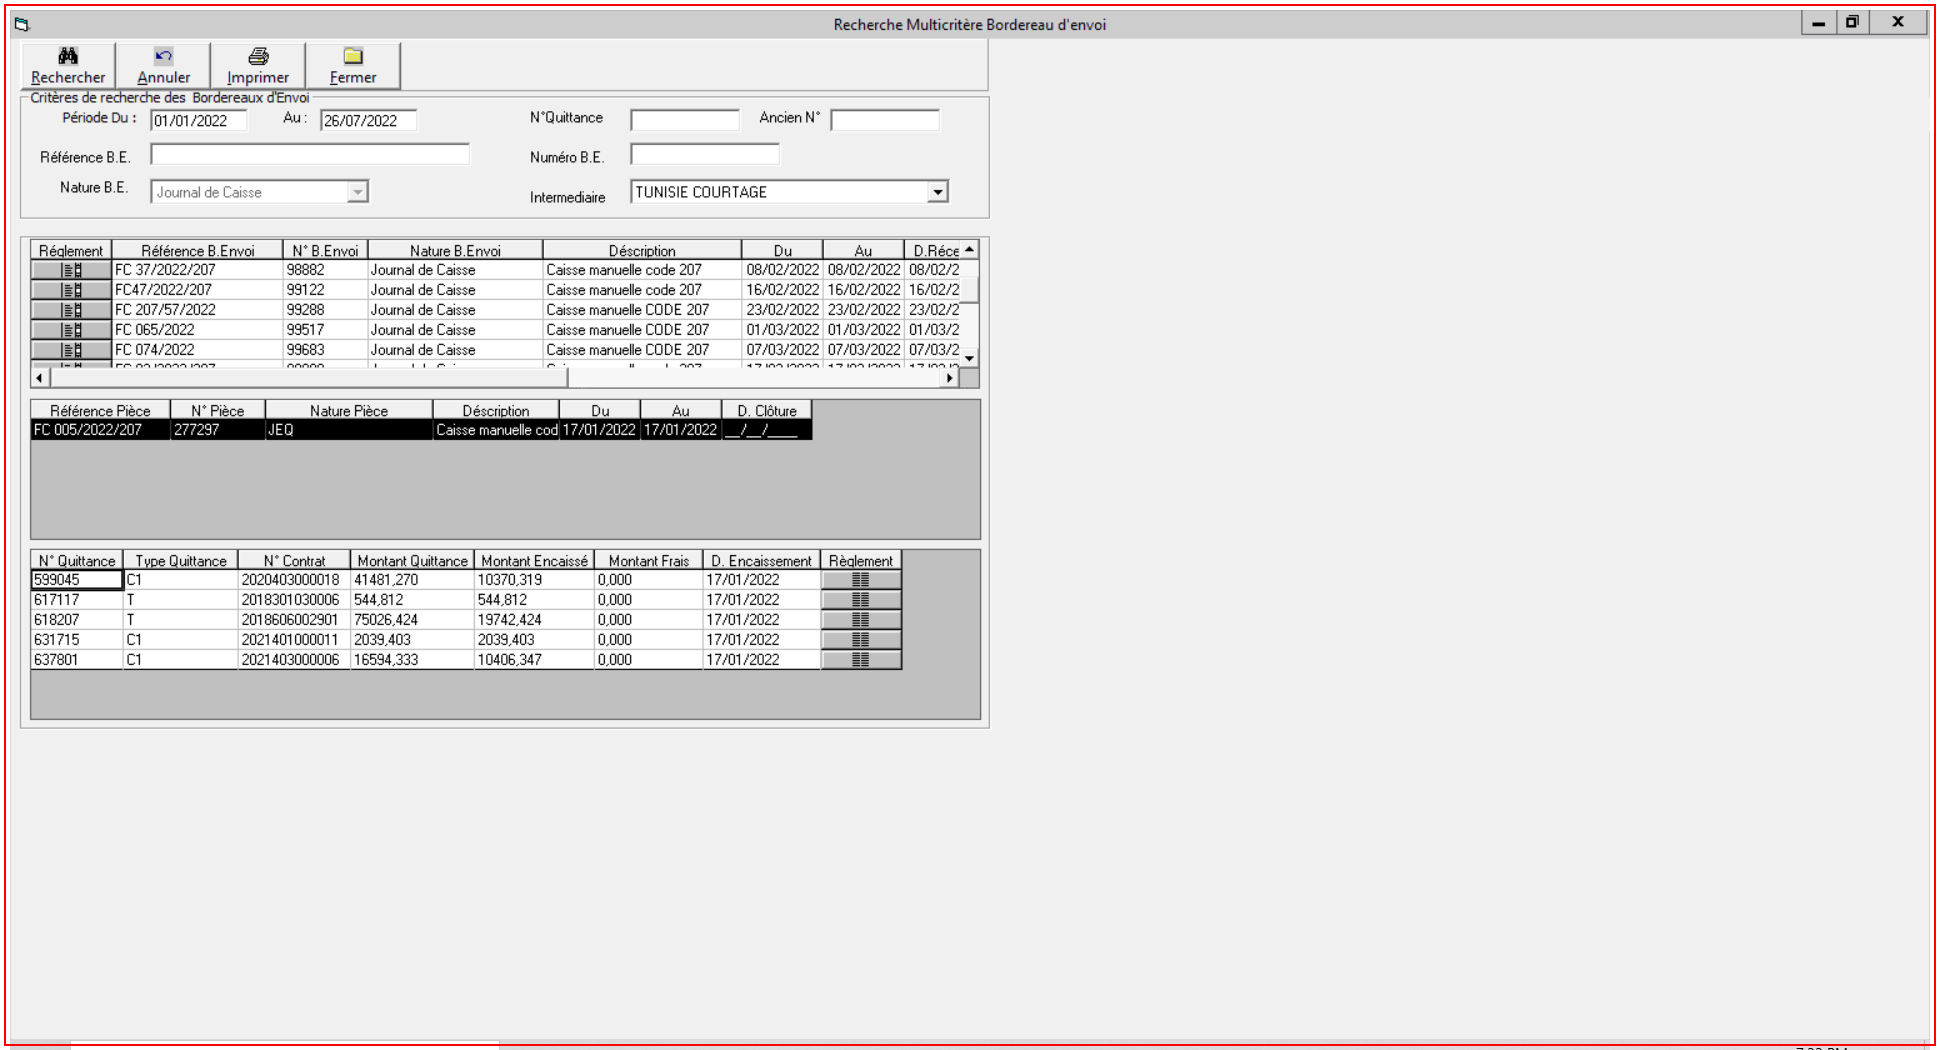 Recherche Multicritère Bordereau d'envoi
Rechercher Annuler Imprimer Fermer
Critères de recherche des Bordereaux d'Envoi
Période Du : 01/01/2022 Au : 26/07/2022 N°Quittance Ancien N°
Référence B.E. Numéro B.E.
Nature B.E. Journal de Caisse Intermediaire TUNISIE COURTAGE
Réglement Référence B.Envoi N° B.Envoi Nature B.Envoi Déscription Du Au D.Réce
FC 37/2022/207 98882 Journal de Caisse Caisse manuelle code 207 08/02/2022 08/02/2022 08/02/2
FC47/2022/207 99122 Journal de Caisse Caisse manuelle code 207 16/02/2022 16/02/2022 16/02/2
FC 207/57/2022 99288 Journal de Caisse Caisse manuelle CODE 207 23/02/2022 23/02/2022 23/02/2
FC 065/2022 99517 Journal de Caisse Caisse manuelle CODE 207 01/03/2022 01/03/2022 01/03/2
FC 074/2022 99683 Journal de Caisse Caisse manuelle CODE 207 07/03/2022 07/03/2022 07/03/2
Référence Pièce N° Pièce Nature Pièce Déscription Du Au D. Clôture
FC 005/2022/207 277297 JEQ Caisse manuelle cod 17/01/2022 17/01/2022 __/__/____
N° Quittance Type Quittance N° Contrat Montant Quittance Montant Encaissé Montant Frais D. Encaissement Règlement
599045 C1 2020403000018 41481,270 10370,319 0,000 17/01/2022
617117 T 2018301030006 544,812 544,812 0,000 17/01/2022
618207 T 2018606002901 75026,424 19742,424 0,000 17/01/2022
631715 C1 2021401000011 2039,403 2039,403 0,000 17/01/2022
637801 C1 2021403000006 16594,333 10406,347 0,000 17/01/2022